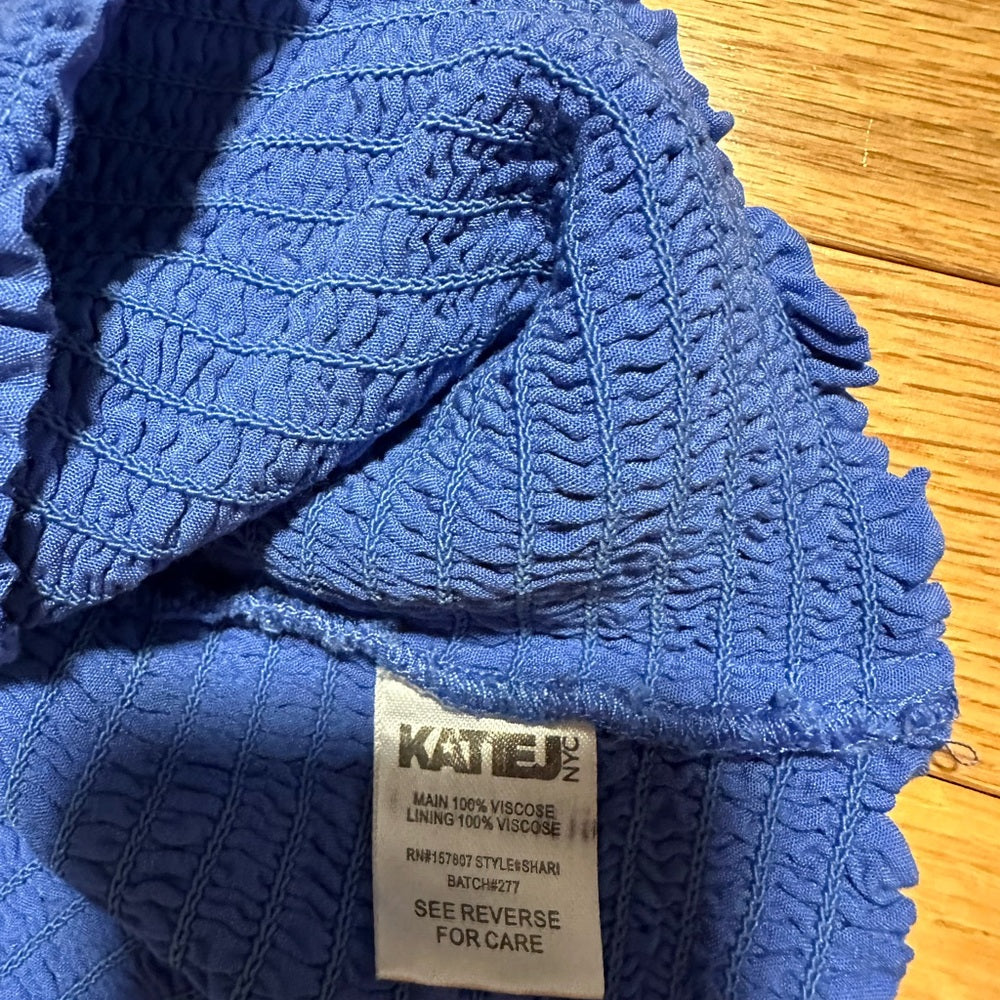 KATIEJ NYC
MAIN 100% VISCOSE
LINING 100% VISCOSE
RN#157807 STYLE#SHARI
BATCH#277
SEE REVERSE
FOR CARE